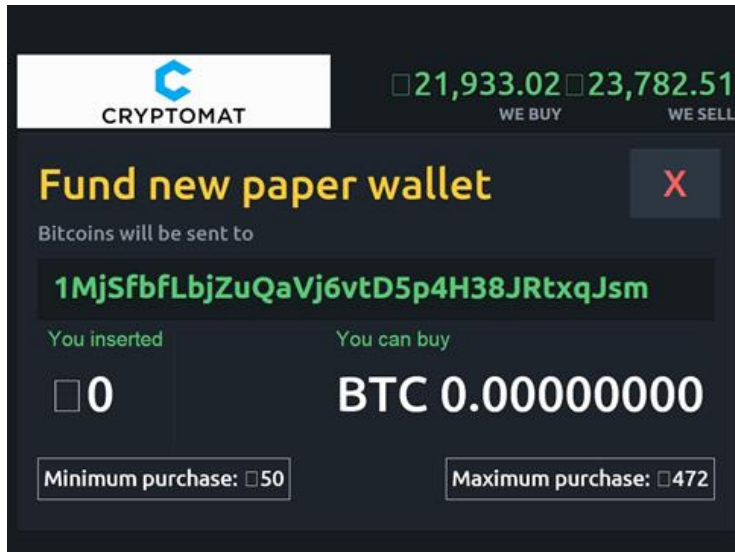 CRYPTOMAT
□21,933.02 □23,782.51
WE BUY WE SELL
Fund new paper wallet
X
Bitcoins will be sent to
1MjSfbfLbjZuQaVj6vtD5p4H38JRtxqJsm
You inserted You can buy
□0 BTC 0.00000000
Minimum purchase: □50 Maximum purchase: □472